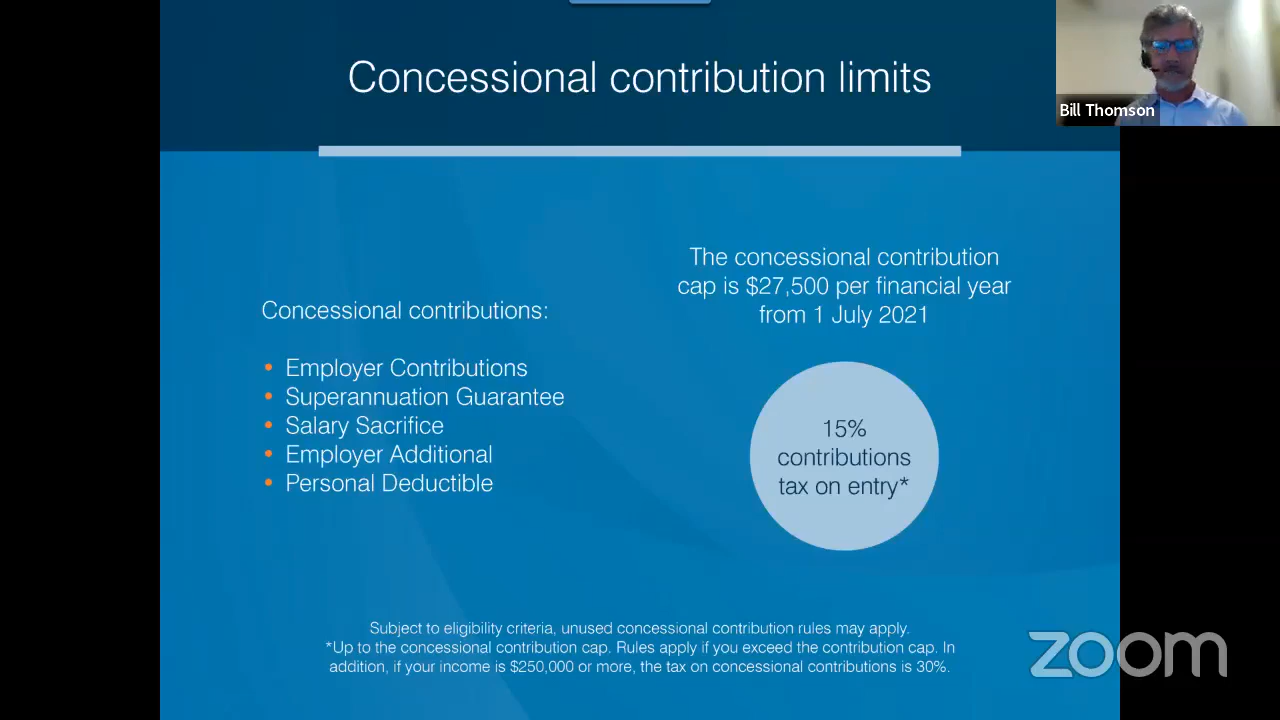 Concessional contribution limits
Bill Thomson
The concessional contribution
cap is $27,500 per financial year
from 1 July 2021
Concessional contributions:
• Employer Contributions
• Superannuation Guarantee
• Salary Sacrifice
• Employer Additional
• Personal Deductible
15%
contributions
tax on entry*
Subject to eligibility criteria, unused concessional contribution rules may apply.
*Up to the concessional contribution cap. Rules apply if you exceed the contribution cap. In
addition, if your income is $250,000 or more, the tax on concessional contributions is 30%.
zoom